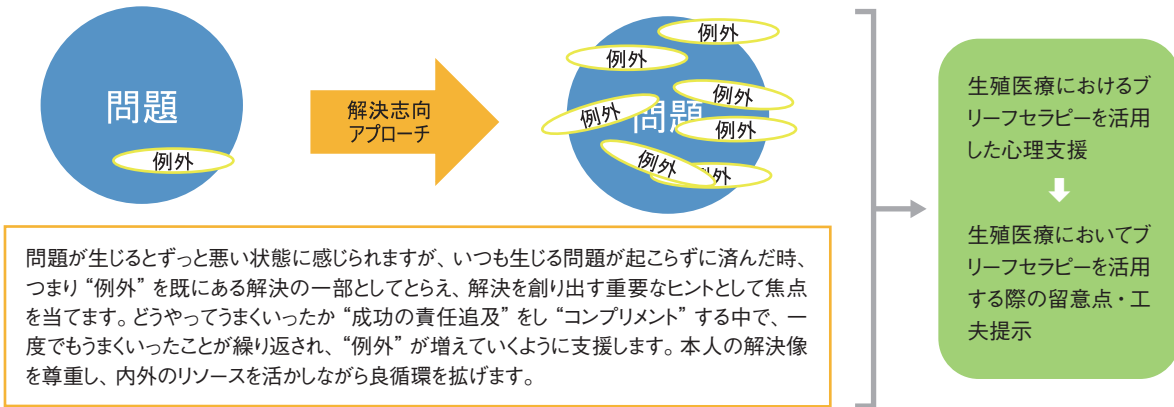 問題
例外
解決志向
アプローチ
例外
例外
例外
例外
問題
例外
例外
例外
問題が生じるとずっと悪い状態に感じられますが、いつも生じる問題が起こらずに済んだ時、
つまり “例外” を既にある解決の一部としてとらえ、解決を創り出す重要なヒントとして焦点
を当てます。どうやってうまくいったか “成功の責任追及” をし “コンプリメント” する中で、一
度でもうまくいったことが繰り返され、“例外” が増えていくように支援します。本人の解決像
を尊重し、内外のリソースを活かしながら良循環を拡げます。
生殖医療におけるブ
リーフセラピーを活用
した心理支援
生殖医療においてブ
リーフセラピーを活用
する際の留意点・工
夫提示